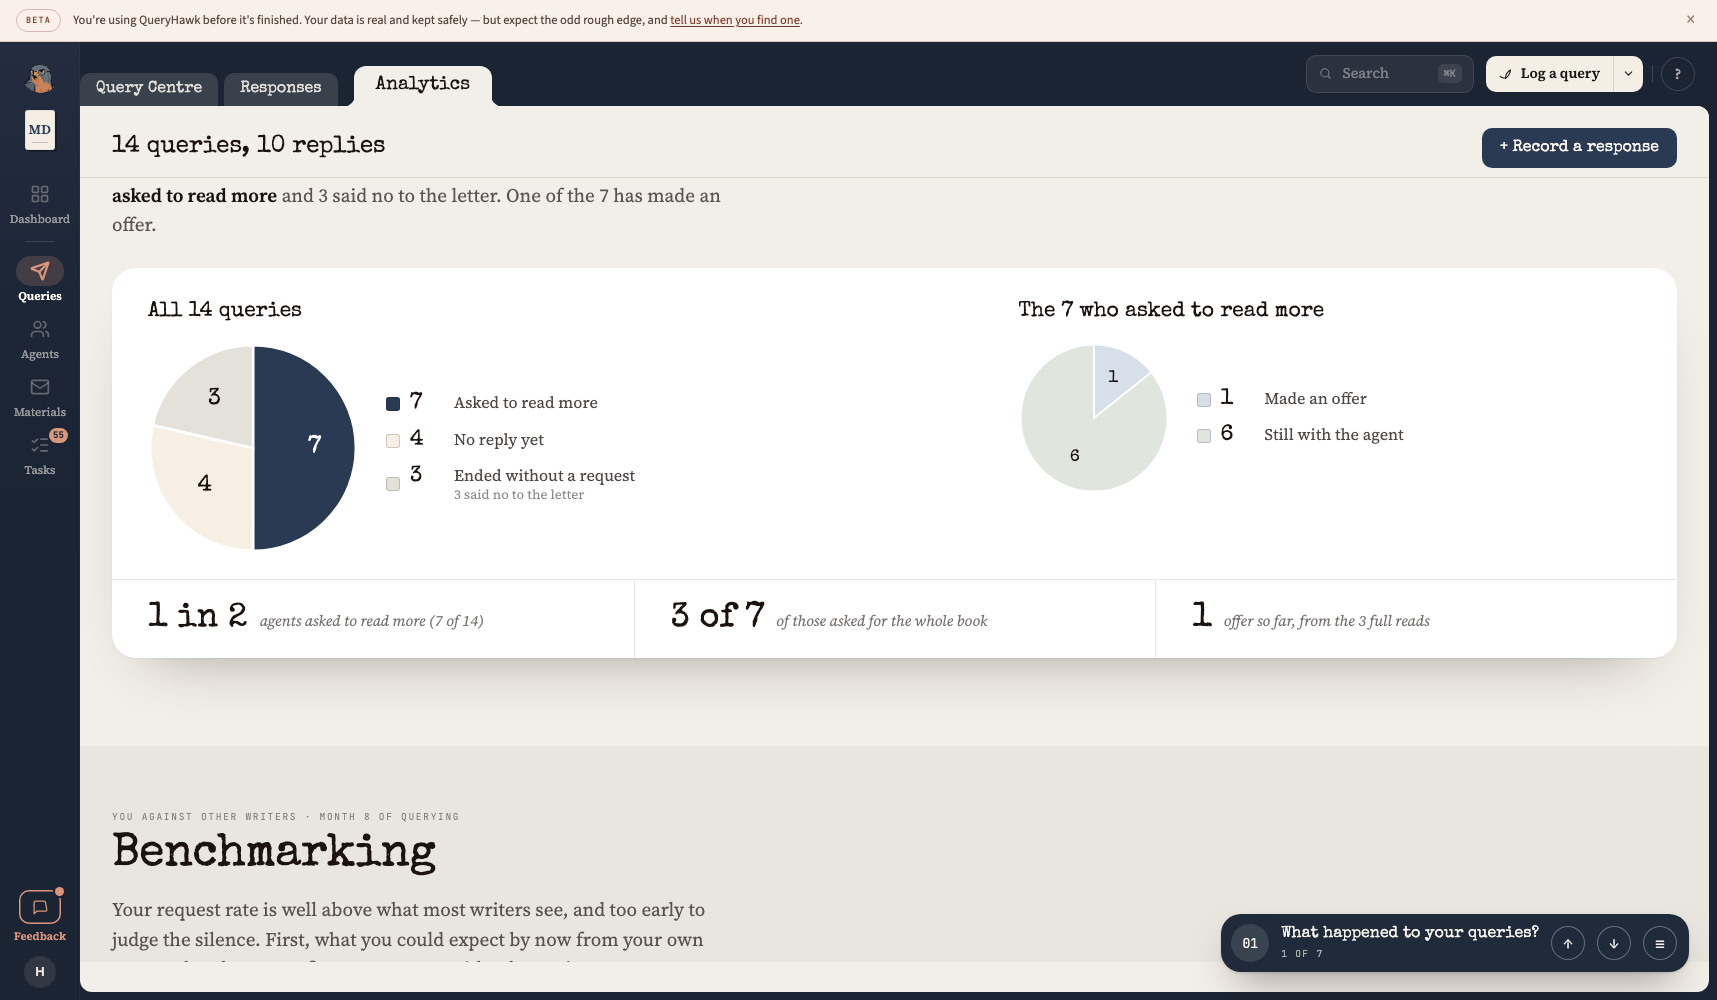 BETA You're using QueryHawk before it's finished. Your data is real and kept safely — but expect the odd rough edge, and tell us when you find one. ×
Query Centre
Responses
Analytics
Search ⌘K
Log a query
?
MD
Dashboard
Queries
Agents
Materials
55
Tasks
Feedback
H
14 queries, 10 replies
+ Record a response
asked to read more and 3 said no to the letter. One of the 7 has made an
offer.
All 14 queries
3
7
4
7 Asked to read more
4 No reply yet
3 Ended without a request
3 said no to the letter
The 7 who asked to read more
1
6
1 Made an offer
6 Still with the agent
1 in 2 agents asked to read more (7 of 14)
3 of 7 of those asked for the whole book
1 offer so far, from the 3 full reads
YOU AGAINST OTHER WRITERS · MONTH 8 OF QUERYING
Benchmarking
Your request rate is well above what most writers see, and too early to
judge the silence. First, what you could expect by now from your own
01 What happened to your queries?
1 OF 7